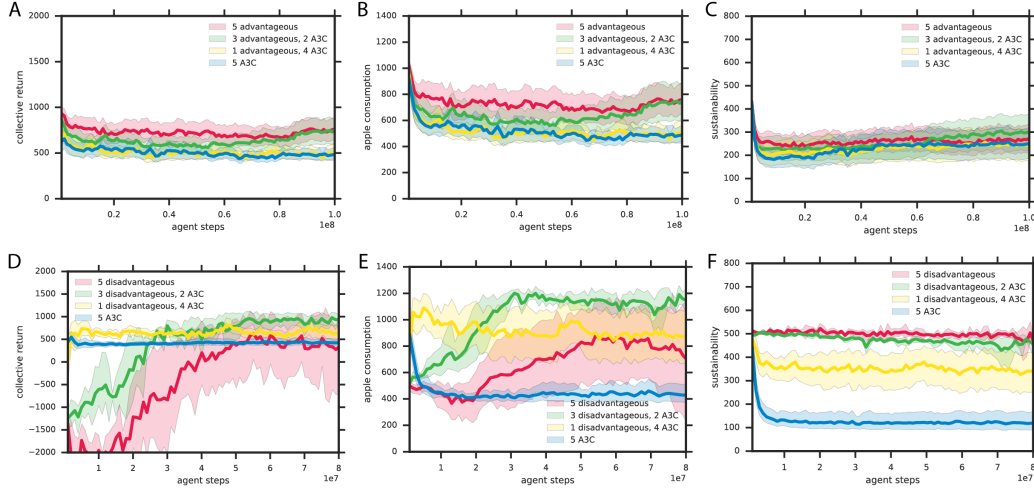 A
collective return
2000
1500
1000
500
0
5 advantageous
3 advantageous, 2 A3C
1 advantageous, 4 A3C
5 A3C
0.2 0.4 0.6 0.8 1.0
1e8
agent steps
B
apple consumption
1400
1200
1000
800
600
400
200
0
5 advantageous
3 advantageous, 2 A3C
1 advantageous, 4 A3C
5 A3C
0.2 0.4 0.6 0.8 1.0
1e8
agent steps
C
sustainability
800
700
600
500
400
300
200
100
0
5 advantageous
3 advantageous, 2 A3C
1 advantageous, 4 A3C
5 A3C
0.2 0.4 0.6 0.8 1.0
1e8
agent steps
D
collective return
2000
1500
1000
500
0
−500
−1000
−1500
−2000
5 disadvantageous
3 disadvantageous, 2 A3C
1 disadvantageous, 4 A3C
5 A3C
1 2 3 4 5 6 7 8
1e7
agent steps
E
apple consumption
1400
1200
1000
800
600
400
200
0
5 disadvantageous
3 disadvantageous, 2 A3C
1 disadvantageous, 4 A3C
5 A3C
1 2 3 4 5 6 7 8
1e7
agent steps
F
sustainability
800
700
600
500
400
300
200
100
0
5 disadvantageous
3 disadvantageous, 2 A3C
1 disadvantageous, 4 A3C
5 A3C
1 2 3 4 5 6 7 8
1e7
agent steps